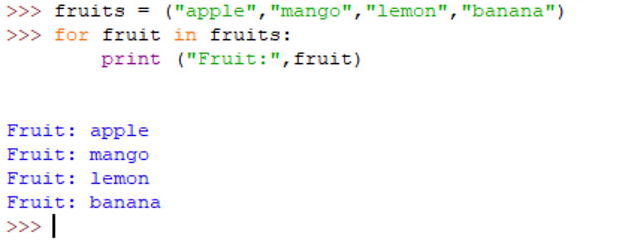 >>> fruits = ("apple","mango","lemon","banana")
>>> for fruit in fruits:
        print ("Fruit:",fruit)
Fruit: apple
Fruit: mango
Fruit: lemon
Fruit: banana
>>>